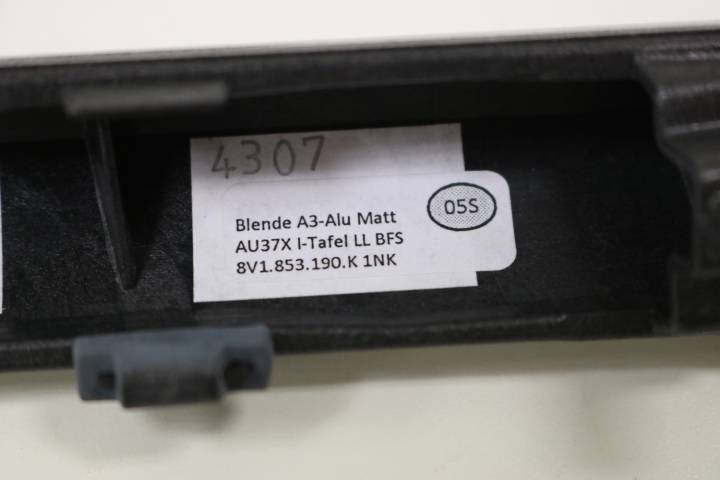 4307
Blende A3-Alu Matt
05S
AU37X I-Tafel LL BFS
8V1.853.190.K 1NK